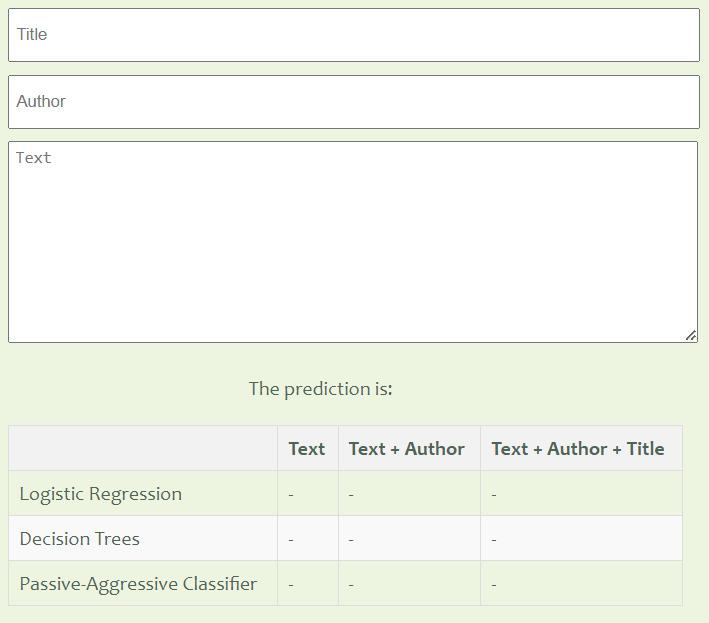 Title
Author
Text
The prediction is:
Text Text + Author Text + Author + Title
Logistic Regression - - -
Decision Trees - - -
Passive-Aggressive Classifier - - -